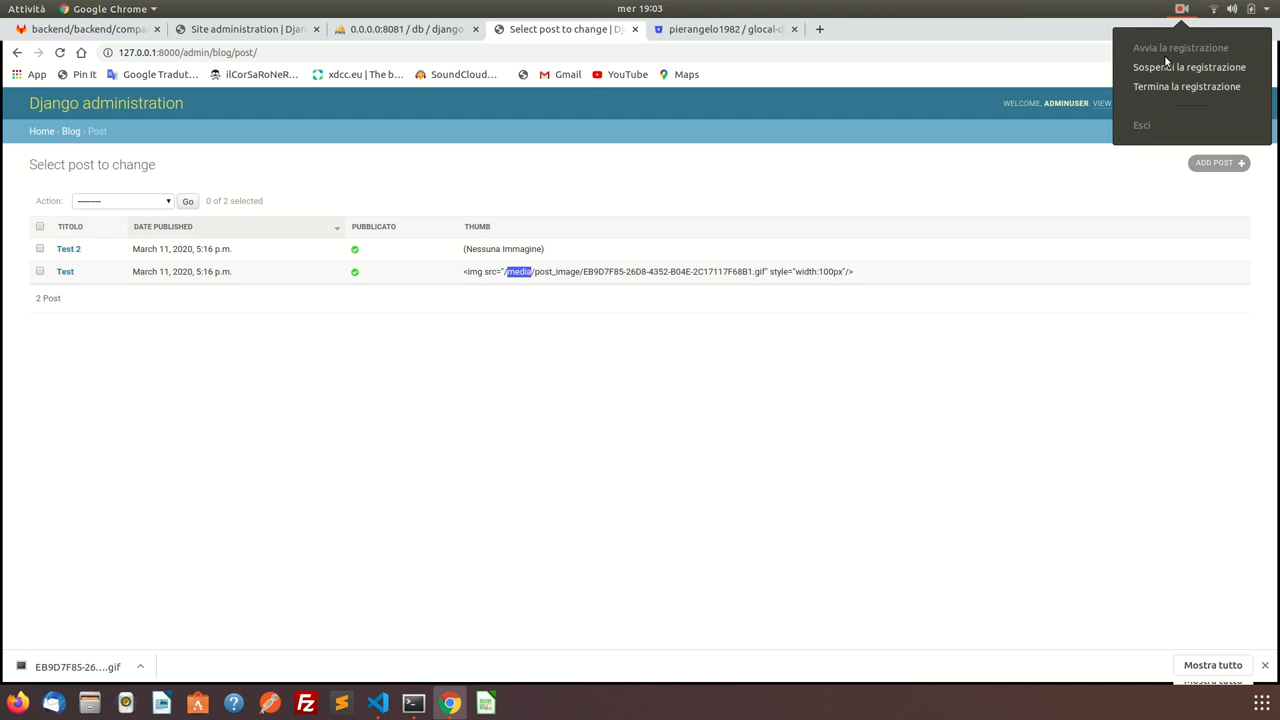 Attività
Google Chrome
mer 19:03
backend/backend/compa
Site administration | Djan
0.0.0.0:8081 / db / django
Select post to change | Dj
pierangelo1982 / glocal-d
127.0.0.1:8000/admin/blog/post/
App
Pin It
Google Tradut...
ilCorSaRoNeR...
xdcc.eu | The b...
SoundCloud...
Gmail
YouTube
Maps
Avvia la registrazione
Sospendi la registrazione
Termina la registrazione
Esci
Django administration
WELCOME, ADMINUSER VIEW
Home › Blog › Post
Select post to change
ADD POST +
Action: --------- Go 0 of 2 selected
TITOLO DATE PUBLISHED PUBBLICATO THUMB
Test 2 March 11, 2020, 5:16 p.m. (Nessuna Immagine)
Test March 11, 2020, 5:16 p.m. <img src="/media/post_image/EB9D7F85-26D8-4352-B04E-2C17117F68B1.gif" style="width:100px"/>
2 Post
EB9D7F85-26....gif
Mostra tutto